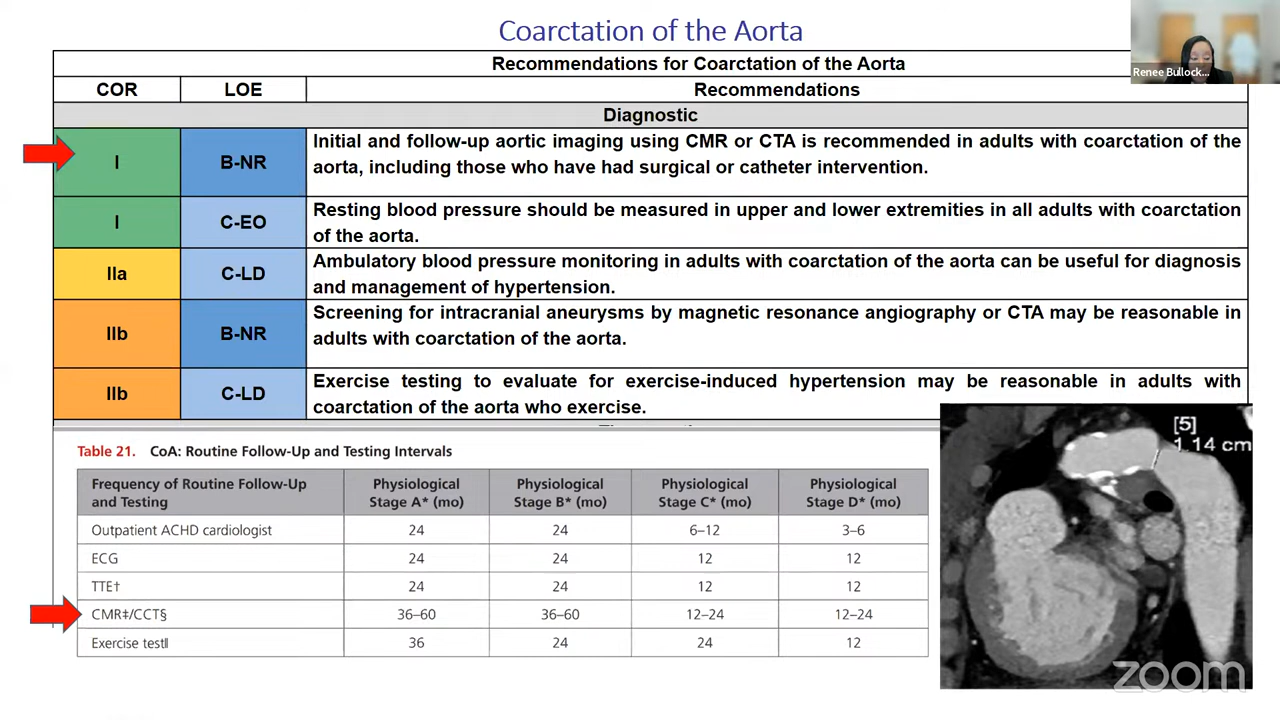 Coarctation of the Aorta
Renee Bullock...
Recommendations for Coarctation of the Aorta
COR LOE Recommendations
Diagnostic
I B-NR Initial and follow-up aortic imaging using CMR or CTA is recommended in adults with coarctation of the
aorta, including those who have had surgical or catheter intervention.
I C-EO Resting blood pressure should be measured in upper and lower extremities in all adults with coarctation
of the aorta.
IIa C-LD Ambulatory blood pressure monitoring in adults with coarctation of the aorta can be useful for diagnosis
and management of hypertension.
IIb B-NR Screening for intracranial aneurysms by magnetic resonance angiography or CTA may be reasonable in
adults with coarctation of the aorta.
IIb C-LD Exercise testing to evaluate for exercise-induced hypertension may be reasonable in adults with
coarctation of the aorta who exercise.
Table 21. CoA: Routine Follow-Up and Testing Intervals
Frequency of Routine Follow-Up Physiological Physiological Physiological Physiological
and Testing Stage A* (mo) Stage B* (mo) Stage C* (mo) Stage D* (mo)
Outpatient ACHD cardiologist 24 24 6–12 3–6
ECG 24 24 12 12
TTE† 24 24 12 12
CMR‡/CCT§ 36–60 36–60 12–24 12–24
Exercise test‖ 36 24 24 12
[5]
1.14 cm
zoom